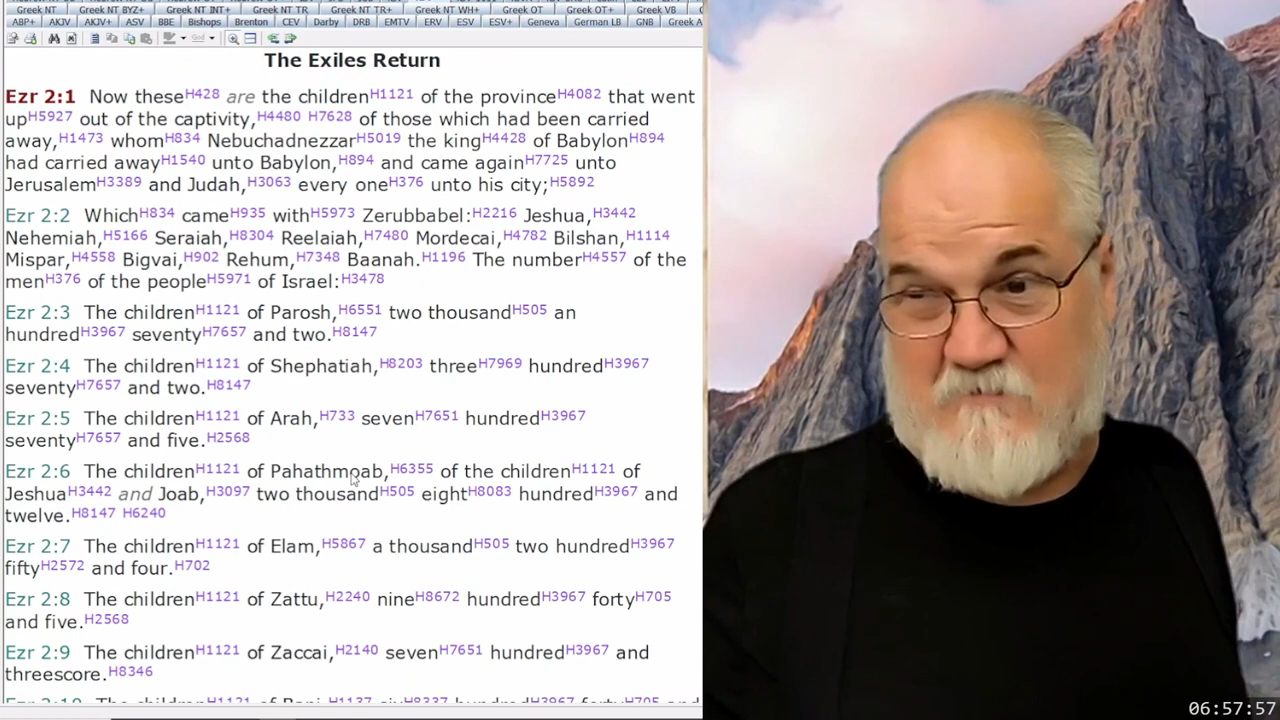 Greek NT Greek NT BYZ+ Greek NT INT+ Greek NT TR Greek NT TR+ Greek NT WH+ Greek OT Greek OT+ Greek VB
ABP+ AKJV AKJV+ ASV BBE Bishops Brenton CEV Darby DRB EMTV ERV ESV ESV+ Geneva German LB GNB Greek A
The Exiles Return
Ezr 2:1 Now theseH428 are the childrenH1121 of the provinceH4082 that went
upH5927 out of the captivity,H4480 H7628 of those which had been carried
away,H1473 whomH834 NebuchadnezzarH5019 the kingH4428 of BabylonH894
had carried awayH1540 unto Babylon,H894 and came againH7725 unto
JerusalemH3389 and Judah,H3063 every oneH376 unto his city;H5892
Ezr 2:2 WhichH834 cameH935 withH5973 Zerubbabel:H2216 Jeshua,H3442
Nehemiah,H5166 Seraiah,H8304 Reelaiah,H7480 Mordecai,H4782 Bilshan,H1114
Mispar,H4558 Bigvai,H902 Rehum,H7348 Baanah.H1196 The numberH4557 of the
menH376 of the peopleH5971 of Israel:H3478
Ezr 2:3 The childrenH1121 of Parosh,H6551 two thousandH505 an
hundredH3967 seventyH7657 and two.H8147
Ezr 2:4 The childrenH1121 of Shephatiah,H8203 threeH7969 hundredH3967
seventyH7657 and two.H8147
Ezr 2:5 The childrenH1121 of Arah,H733 sevenH7651 hundredH3967
seventyH7657 and five.H2568
Ezr 2:6 The childrenH1121 of Pahathmoab,H6355 of the childrenH1121 of
JeshuaH3442 and Joab,H3097 two thousandH505 eightH8083 hundredH3967 and
twelve.H8147 H6240
Ezr 2:7 The childrenH1121 of Elam,H5867 a thousandH505 two hundredH3967
fiftyH2572 and four.H702
Ezr 2:8 The childrenH1121 of Zattu,H2240 nineH8672 hundredH3967 fortyH705
and five.H2568
Ezr 2:9 The childrenH1121 of Zaccai,H2140 sevenH7651 hundredH3967 and
threescore.H8346
06:57:57